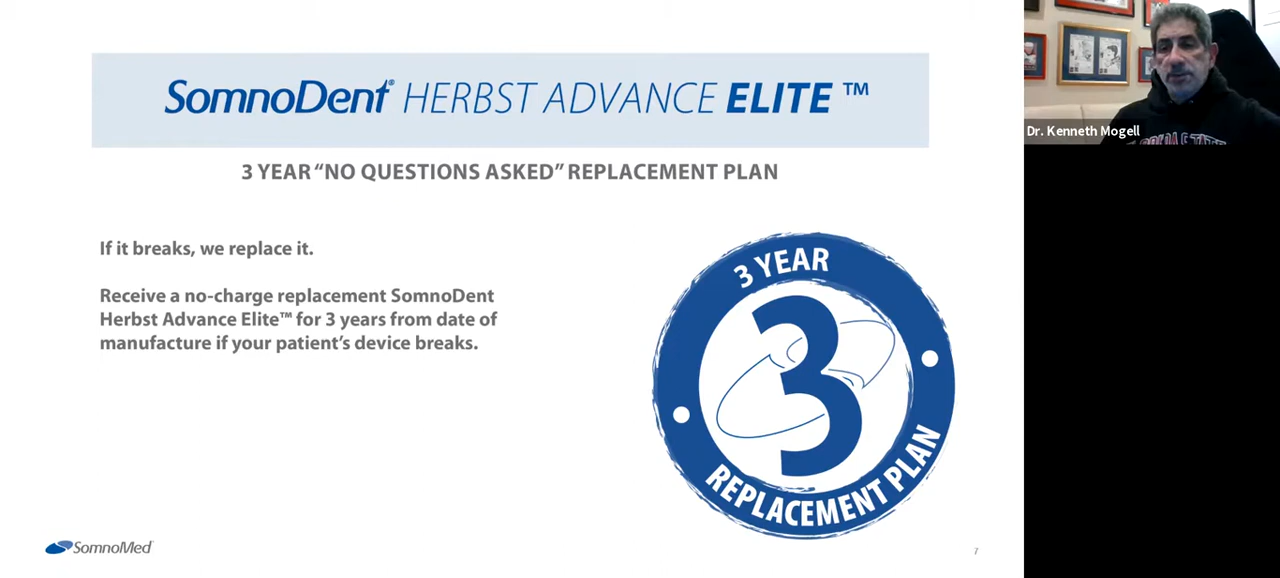 SomnoDent® HERBST ADVANCE ELITE ™
3 YEAR “NO QUESTIONS ASKED” REPLACEMENT PLAN
If it breaks, we replace it.
Receive a no-charge replacement SomnoDent
Herbst Advance Elite™ for 3 years from date of
manufacture if your patient’s device breaks.
3 YEAR
3
REPLACEMENT PLAN
SomnoMed®
7
Dr. Kenneth Mogell